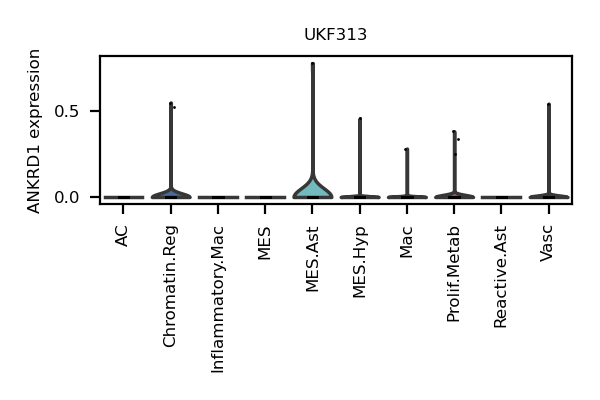 UKF313
ANKRD1 expression
0.5
0.0
AC
Chromatin.Reg
Inflammatory.Mac
MES
MES.Ast
MES.Hyp
Mac
Prolif.Metab
Reactive.Ast
Vasc